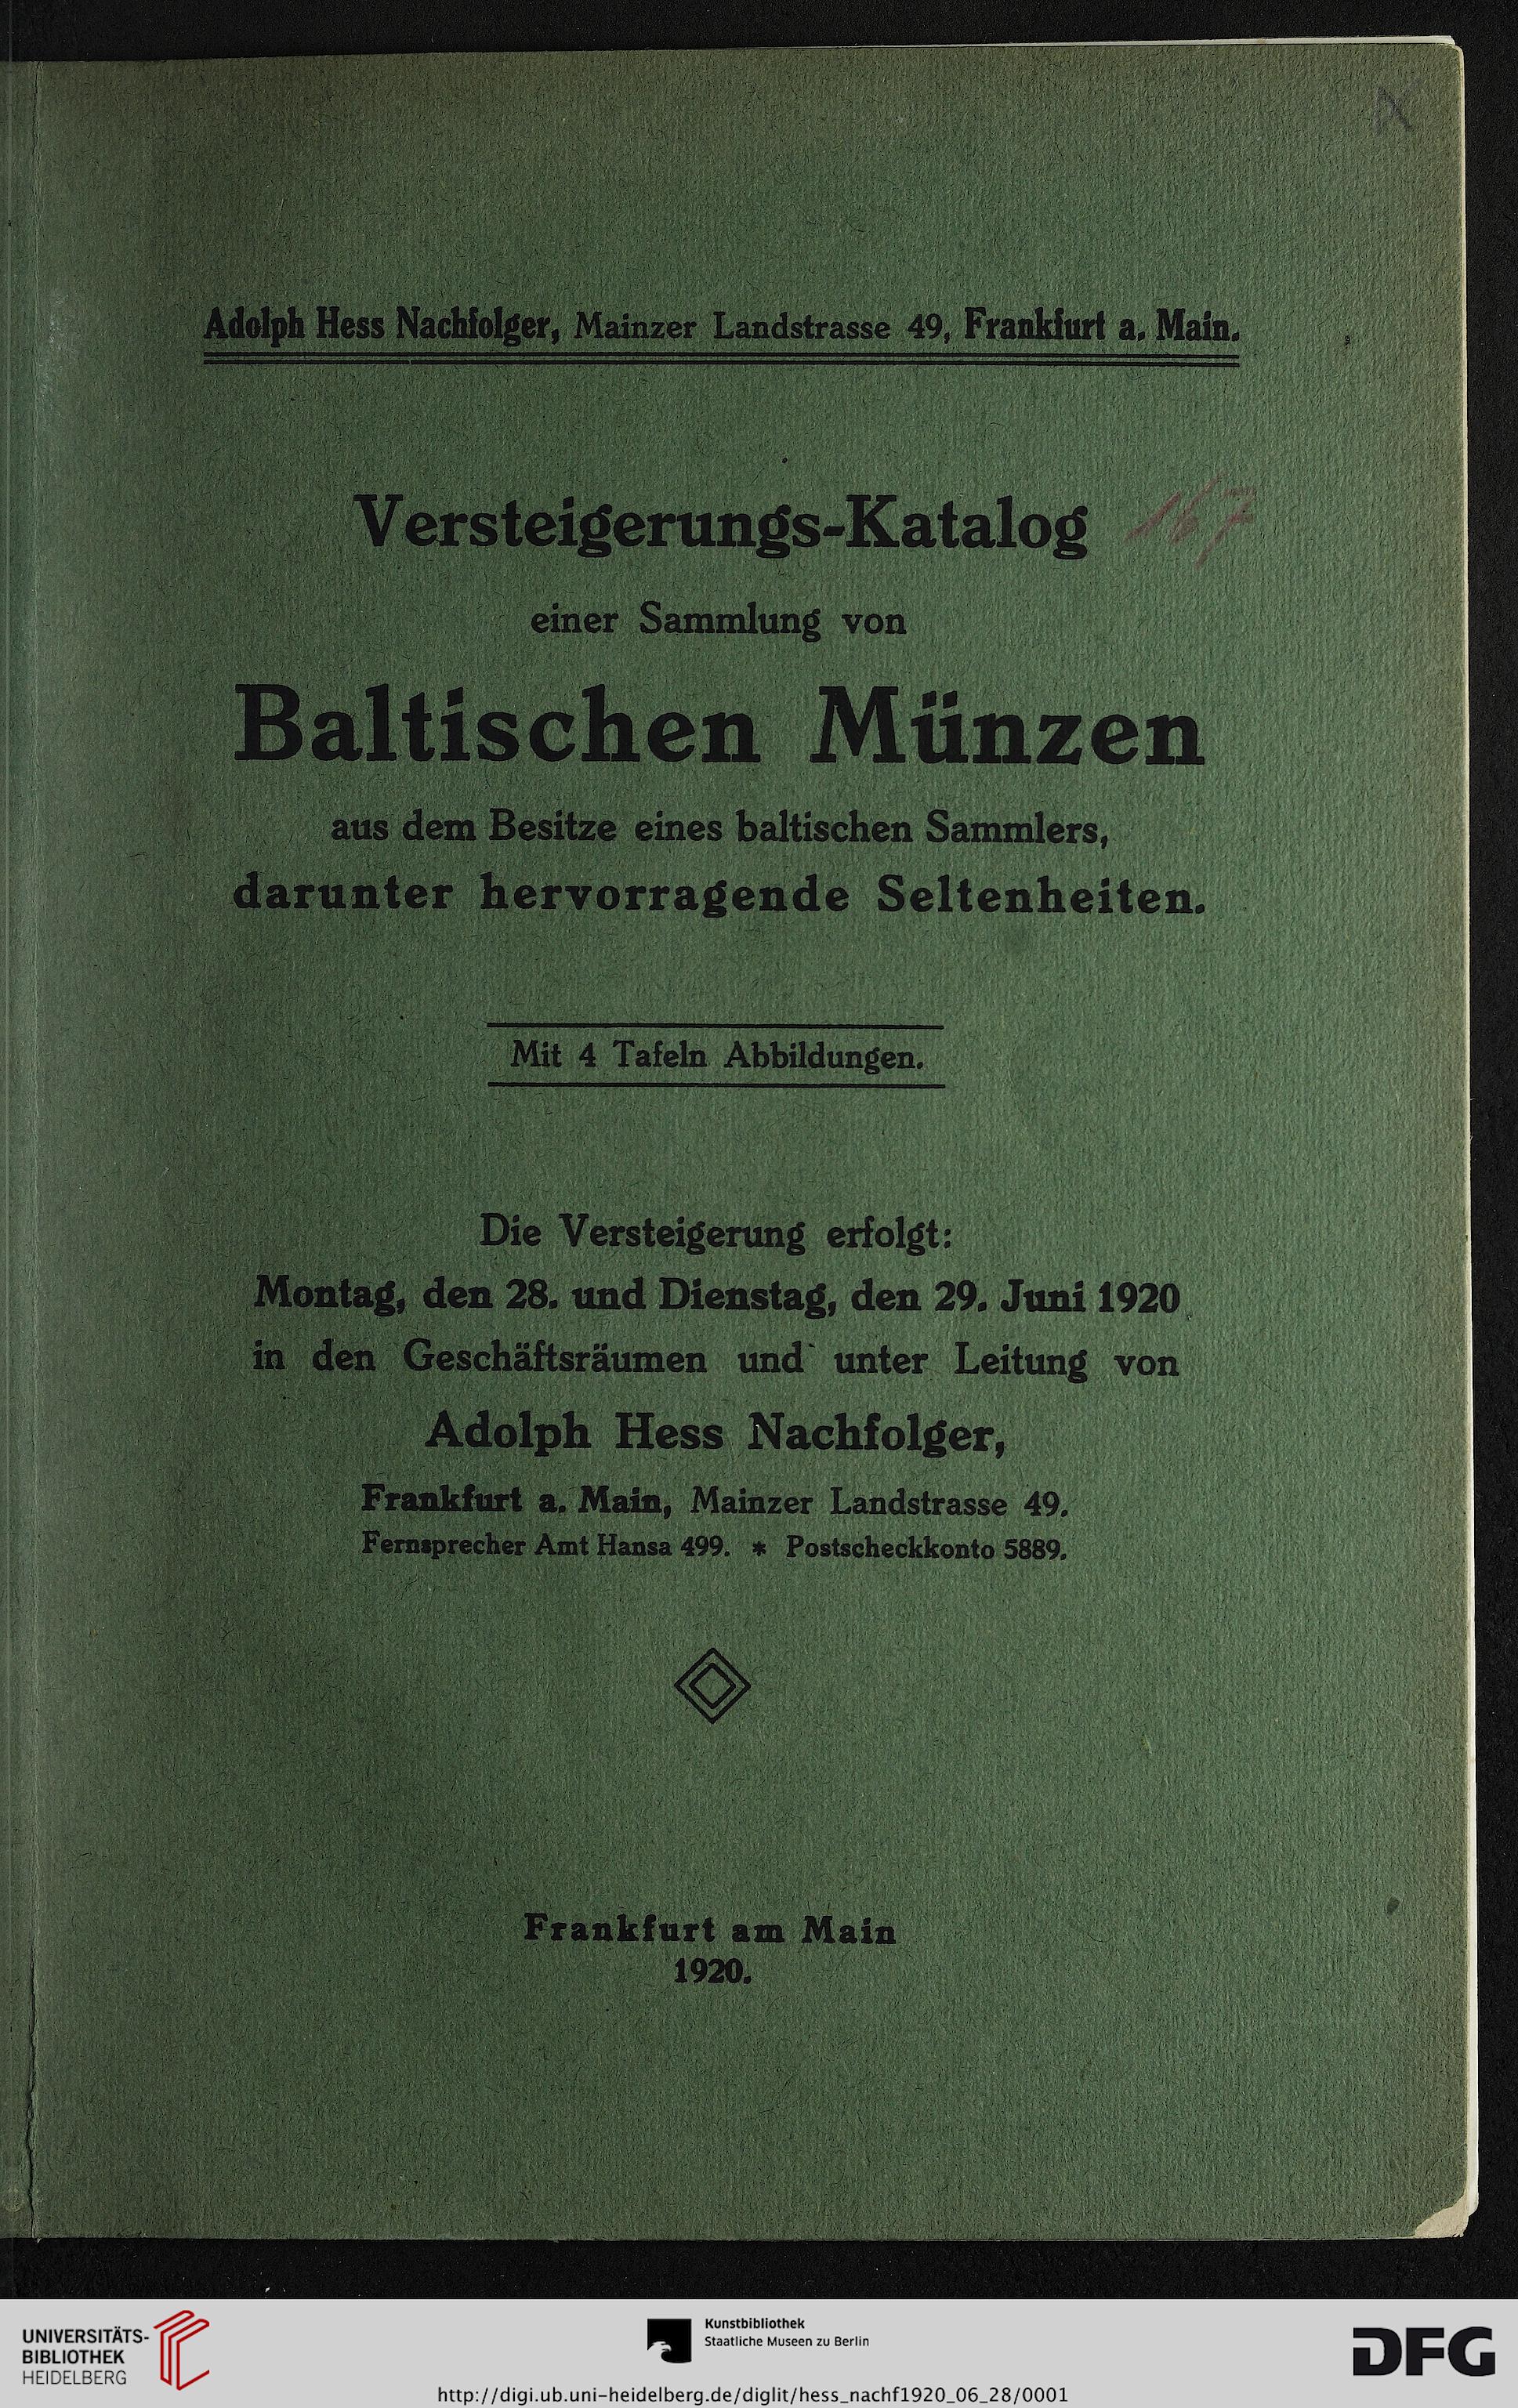 Adolph Hess Nachfolger, Mainzer Landstrasse 49, Frankfurt a. Main.
Versteigerungs-Katalog
167
einer Sammlung von
Baltischen Münzen
aus dem Besitze eines baltischen Sammlers,
darunter hervorragende Seltenheiten.
Mit 4 Tafeln Abbildungen.
Die Versteigerung erfolgt:
Montag, den 28. und Dienstag, den 29. Juni 1920
in den Geschäftsräumen und unter Leitung von
Adolph Hess Nachfolger,
Frankfurt a. Main, Mainzer Landstrasse 49.
Fernsprecher Amt Hansa 499. * Postscheckkonto 5889.
Frankfurt am Main
1920.
UNIVERSITÄTS-
BIBLIOTHEK
HEIDELBERG
Kunstbibliothek
Staatliche Museen zu Berlin
DFG
http://digi.ub.uni-heidelberg.de/diglit/hess_nachf1920_06_28/0001